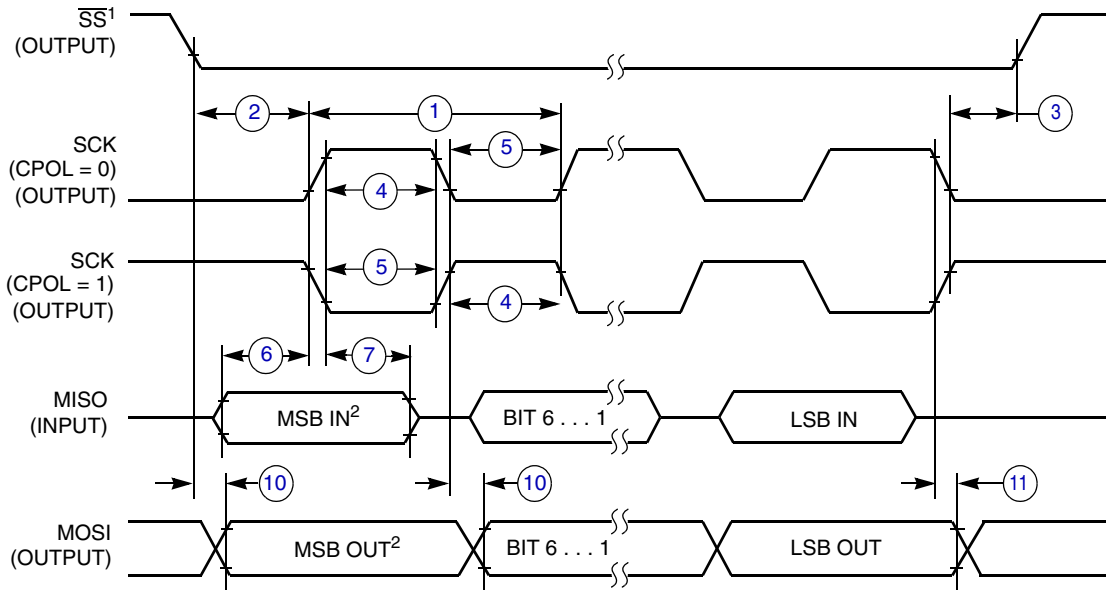 SS¹
(OUTPUT)
2
1
3
SCK
(CPOL = 0)
(OUTPUT)
5
4
SCK
(CPOL = 1)
(OUTPUT)
5
4
6
7
MISO
(INPUT)
MSB IN²
BIT 6 . . . 1
LSB IN
10
10
11
MOSI
(OUTPUT)
MSB OUT²
BIT 6 . . . 1
LSB OUT